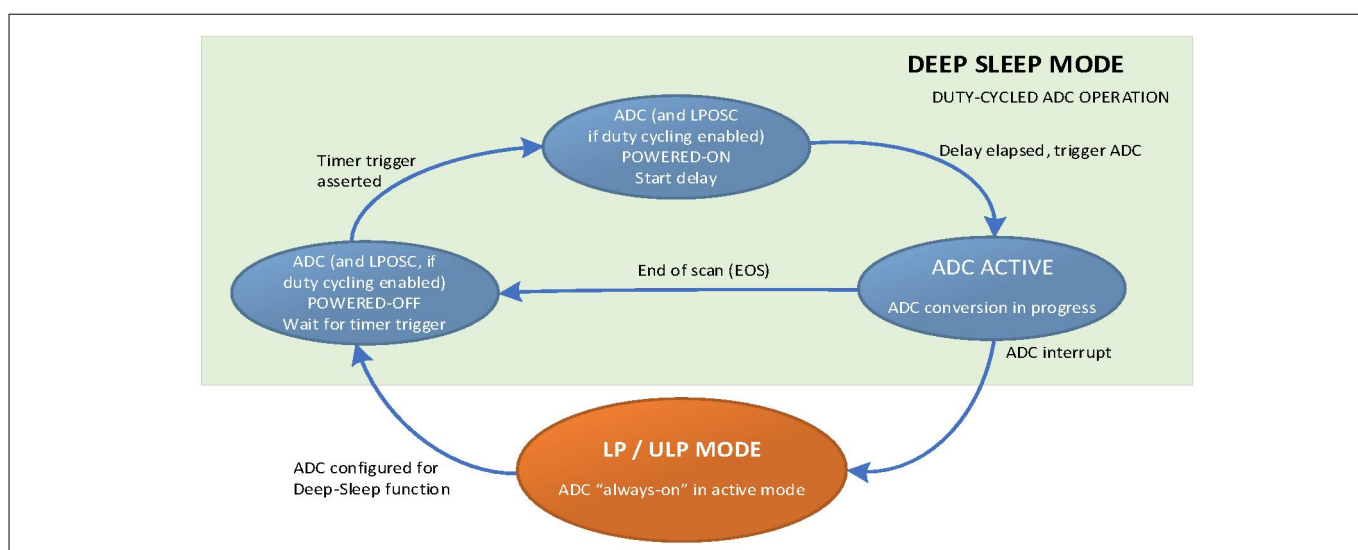 DEEP SLEEP MODE
DUTY-CYCLED ADC OPERATION
ADC (and LPOSC
if duty cycling enabled)
POWERED-ON
Start delay
Timer trigger
asserted
Delay elapsed, trigger ADC
ADC (and LPOSC, if
duty cycling enabled)
POWERED-OFF
Wait for timer trigger
End of scan (EOS)
ADC ACTIVE
ADC conversion in progress
ADC interrupt
LP / ULP MODE
ADC “always-on” in active mode
ADC configured for
Deep-Sleep function